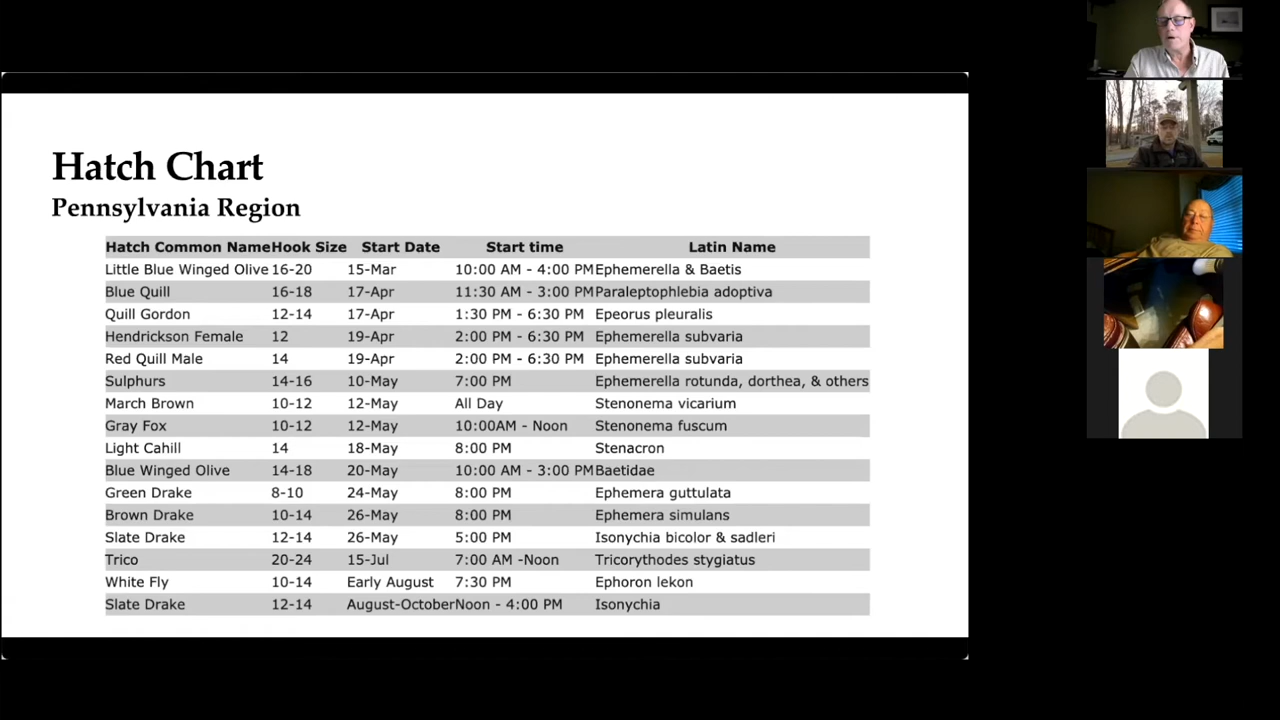 Hatch Chart
Pennsylvania Region
Hatch Common Name Hook Size Start Date Start time Latin Name
Little Blue Winged Olive 16-20 15-Mar 10:00 AM - 4:00 PM Ephemerella & Baetis
Blue Quill 16-18 17-Apr 11:30 AM - 3:00 PM Paraleptophlebia adoptiva
Quill Gordon 12-14 17-Apr 1:30 PM - 6:30 PM Epeorus pleuralis
Hendrickson Female 12 19-Apr 2:00 PM - 6:30 PM Ephemerella subvaria
Red Quill Male 14 19-Apr 2:00 PM - 6:30 PM Ephemerella subvaria
Sulphurs 14-16 10-May 7:00 PM Ephemerella rotunda, dorthea, & others
March Brown 10-12 12-May All Day Stenonema vicarium
Gray Fox 10-12 12-May 10:00AM - Noon Stenonema fuscum
Light Cahill 14 18-May 8:00 PM Stenacron
Blue Winged Olive 14-18 20-May 10:00 AM - 3:00 PM Baetidae
Green Drake 8-10 24-May 8:00 PM Ephemera guttulata
Brown Drake 10-14 26-May 8:00 PM Ephemera simulans
Slate Drake 12-14 26-May 5:00 PM Isonychia bicolor & sadleri
Trico 20-24 15-Jul 7:00 AM -Noon Tricorythodes stygiatus
White Fly 10-14 Early August 7:30 PM Ephoron lekon
Slate Drake 12-14 August-October Noon - 4:00 PM Isonychia